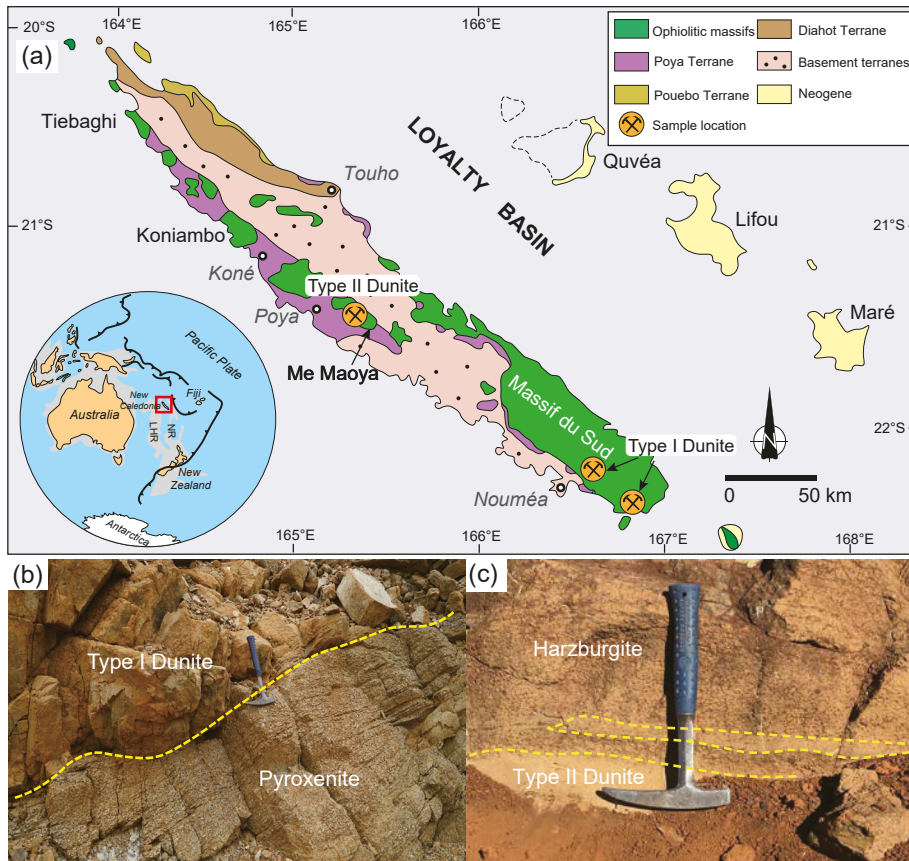 164°E
165°E
166°E
20°S
(a)
Ophiolitic massifs
Diahot Terrane
Poya Terrane
Basement terranes
Pouebo Terrane
Neogene
Sample location
Tiebaghi
LOYALTY
BASIN
Quvéa
Touho
Lifou
21°S
21°S
Koniambo
Koné
Type II Dunite
Poya
Maré
Me Maoya
Pacific Plate
New
Caledonia
Fiji
Australia
LHR
NR
New
Zealand
Antarctica
Massif du Sud
22°S
Type I Dunite
N
Nouméa
0
50 km
165°E
166°E
167°E
168°E
(b)
Type I Dunite
Pyroxenite
(c)
Harzburgite
Type II Dunite